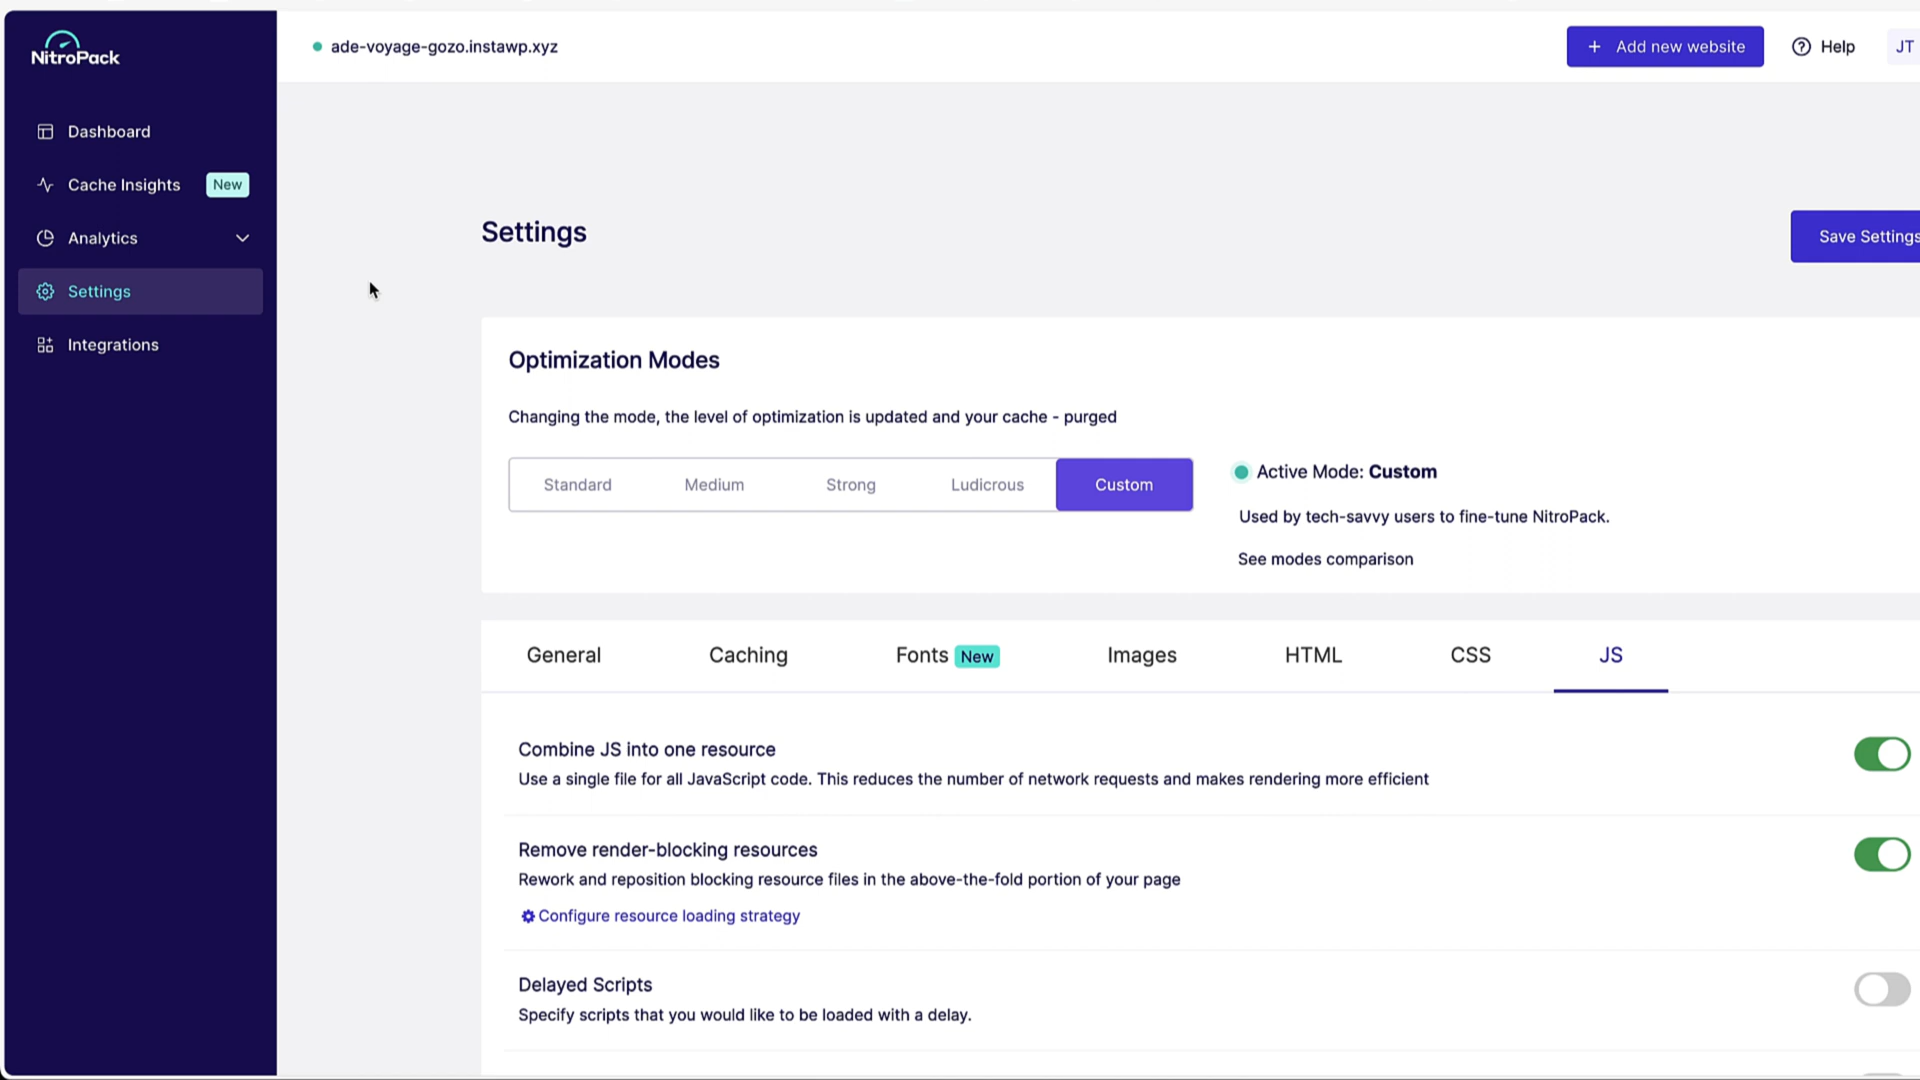 NitroPack
ade-voyage-gozo.instawp.xyz
+ Add new website
Help
JT
Dashboard
Cache Insights New
Analytics
Settings
Integrations
Settings
Save Settings
Optimization Modes
Changing the mode, the level of optimization is updated and your cache - purged
Standard Medium Strong Ludicrous Custom
Active Mode: Custom
Used by tech-savvy users to fine-tune NitroPack.
See modes comparison
General Caching Fonts New Images HTML CSS JS
Combine JS into one resource
Use a single file for all JavaScript code. This reduces the number of network requests and makes rendering more efficient
Remove render-blocking resources
Rework and reposition blocking resource files in the above-the-fold portion of your page
Configure resource loading strategy
Delayed Scripts
Specify scripts that you would like to be loaded with a delay.